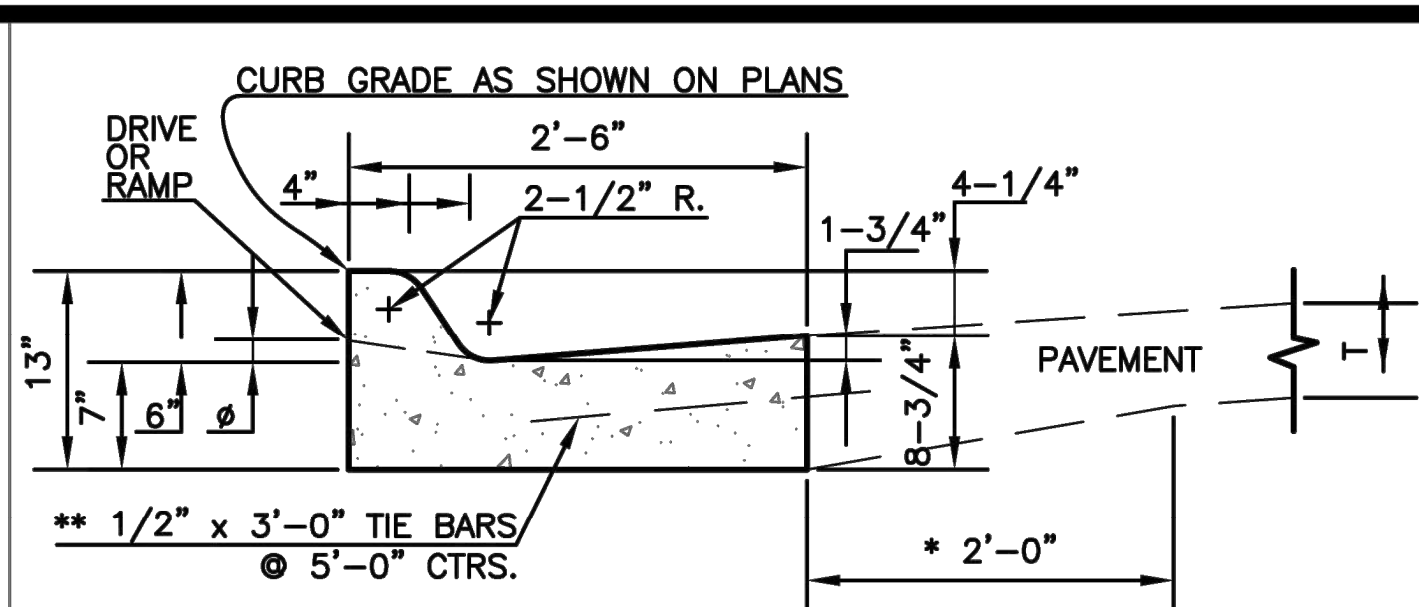 CURB GRADE AS SHOWN ON PLANS
DRIVE
OR
RAMP
2'-6"
4"
2-1/2" R.
4-1/4"
1-3/4"
13"
7"
6"
ø
8-3/4"
PAVEMENT
T
** 1/2" x 3'-0" TIE BARS
@ 5'-0" CTRS.
* 2'-0"